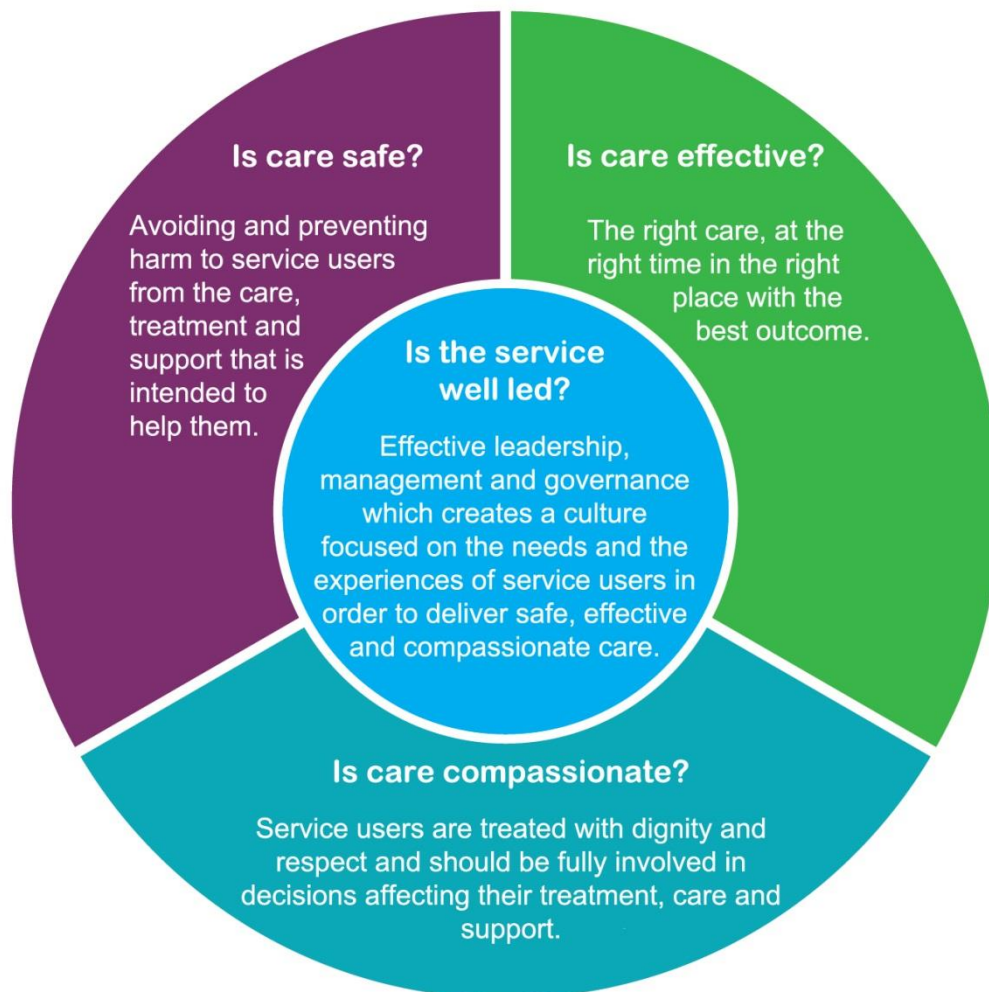 Is care safe?
Avoiding and preventing
harm to service users
from the care,
treatment and
support that is
intended to
help them.
Is care effective?
The right care, at the
right time in the right
place with the
best outcome.
Is the service
well led?
Effective leadership,
management and governance
which creates a culture
focused on the needs and the
experiences of service users in
order to deliver safe, effective
and compassionate care.
Is care compassionate?
Service users are treated with dignity and
respect and should be fully involved in
decisions affecting their treatment, care and
support.